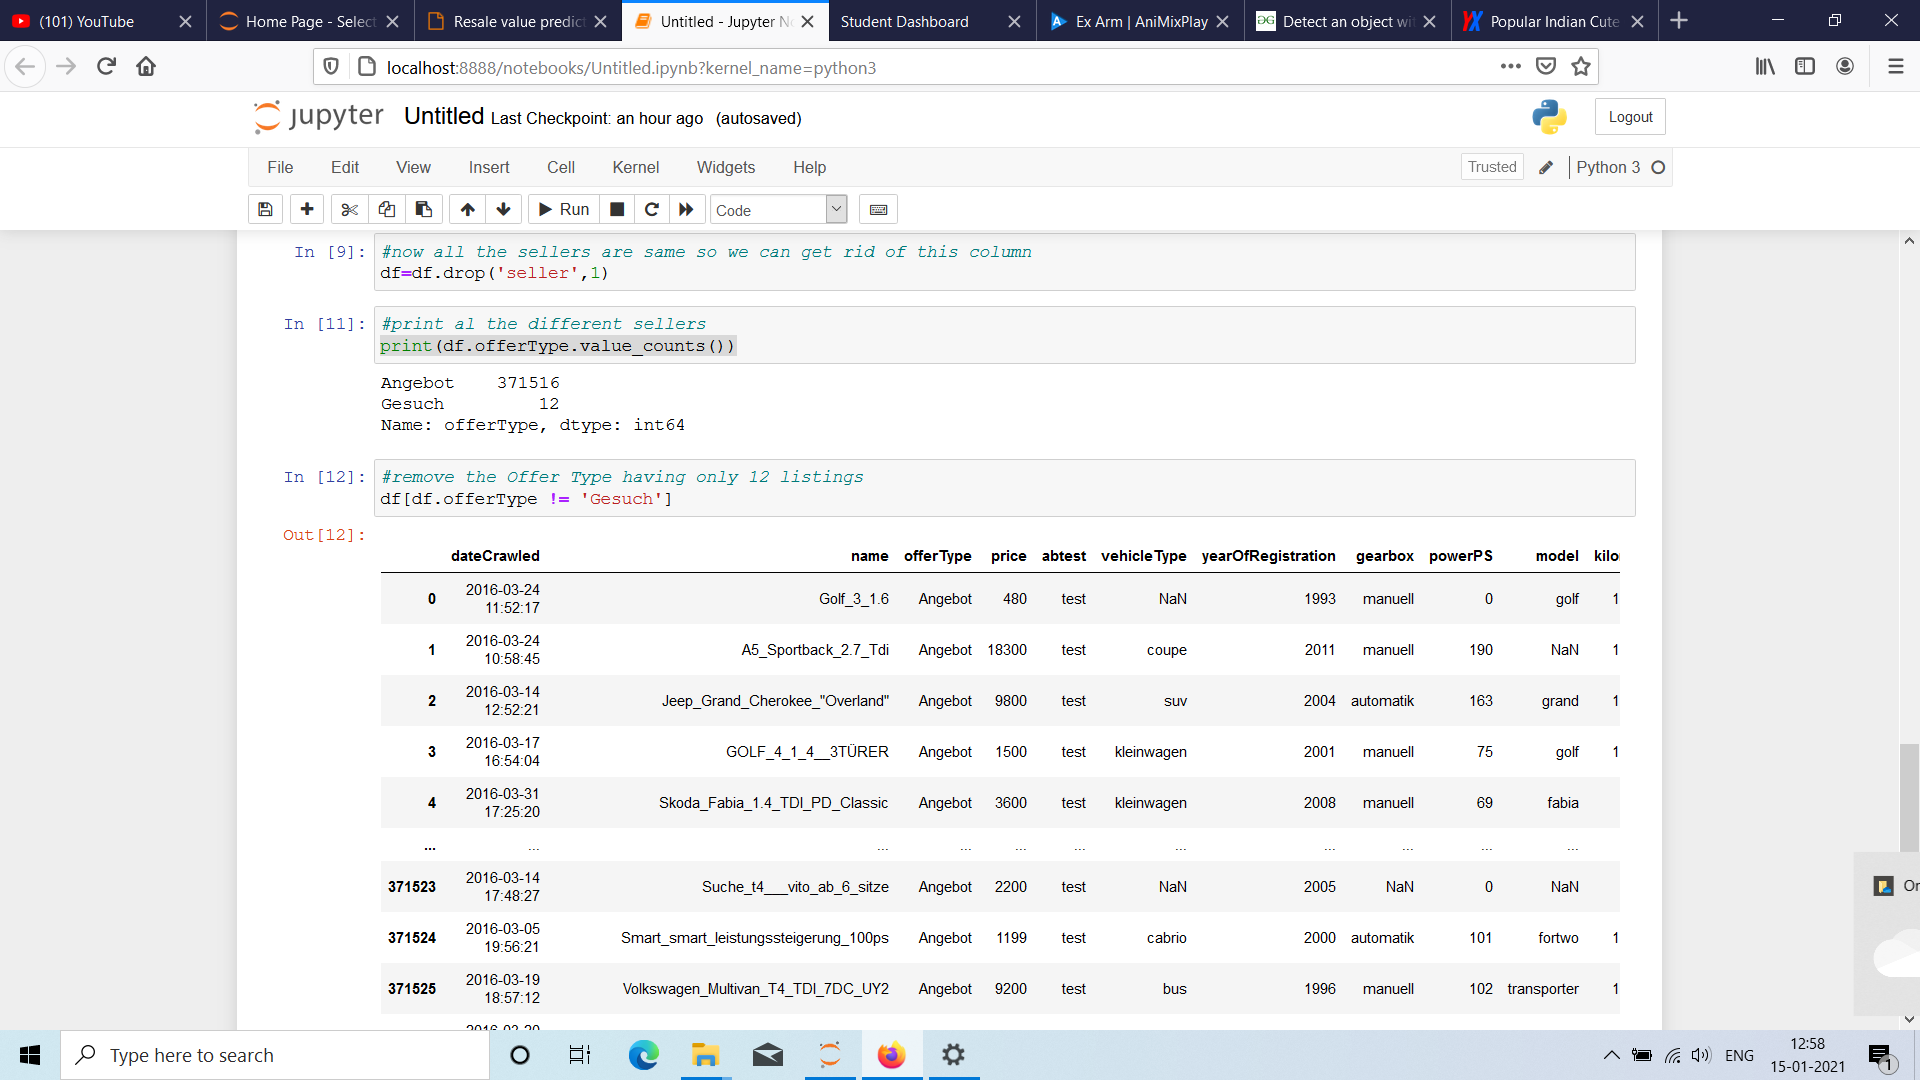 (101) YouTube
Home Page - Select
Resale value predict
Untitled - Jupyter N
Student Dashboard
Ex Arm | AniMixPlay
Detect an object wi
Popular Indian Cute
localhost:8888/notebooks/Untitled.ipynb?kernel_name=python3
jupyter Untitled Last Checkpoint: an hour ago (autosaved)
Logout
File Edit View Insert Cell Kernel Widgets Help
Trusted Python 3
Run Code
In [9]: #now all the sellers are same so we can get rid of this column
df=df.drop('seller',1)
In [11]: #print al the different sellers
print(df.offerType.value_counts())
Angebot 371516
Gesuch 12
Name: offerType, dtype: int64
In [12]: #remove the Offer Type having only 12 listings
df[df.offerType != 'Gesuch']
Out[12]:
dateCrawled name offerType price abtest vehicleType yearOfRegistration gearbox powerPS model kilo
0 2016-03-24 11:52:17 Golf_3_1.6 Angebot 480 test NaN 1993 manuell 0 golf 1
1 2016-03-24 10:58:45 A5_Sportback_2.7_Tdi Angebot 18300 test coupe 2011 manuell 190 NaN 1
2 2016-03-14 12:52:21 Jeep_Grand_Cherokee_"Overland" Angebot 9800 test suv 2004 automatik 163 grand 1
3 2016-03-17 16:54:04 GOLF_4_1_4__3TÜRER Angebot 1500 test kleinwagen 2001 manuell 75 golf 1
4 2016-03-31 17:25:20 Skoda_Fabia_1.4_TDI_PD_Classic Angebot 3600 test kleinwagen 2008 manuell 69 fabia
... ... ... ... ... ... ... ... ... ... ...
371523 2016-03-14 17:48:27 Suche_t4___vito_ab_6_sitze Angebot 2200 test NaN 2005 NaN 0 NaN
371524 2016-03-05 19:56:21 Smart_smart_leistungssteigerung_100ps Angebot 1199 test cabrio 2000 automatik 101 fortwo 1
371525 2016-03-19 18:57:12 Volkswagen_Multivan_T4_TDI_7DC_UY2 Angebot 9200 test bus 1996 manuell 102 transporter 1
Or
Type here to search
ENG
12:58
15-01-2021
1